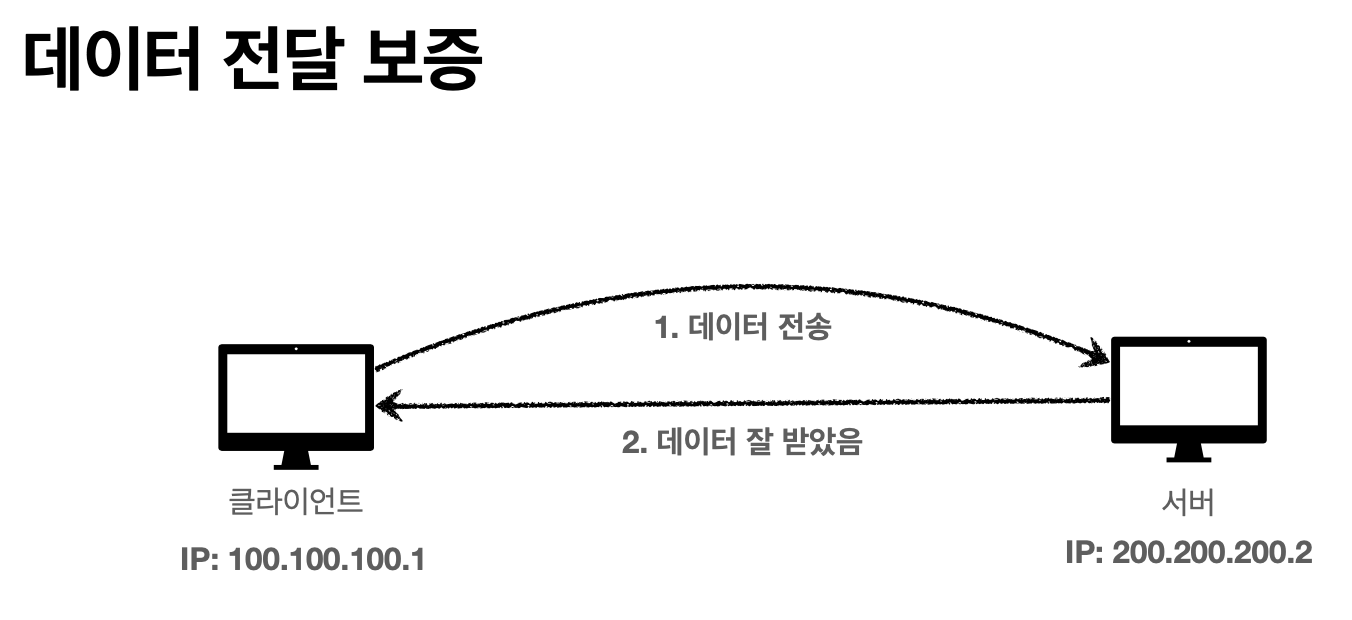 데이터 전달 보증
1. 데이터 전송
2. 데이터 잘 받았음
클라이언트
IP: 100.100.100.1
서버
IP: 200.200.200.2